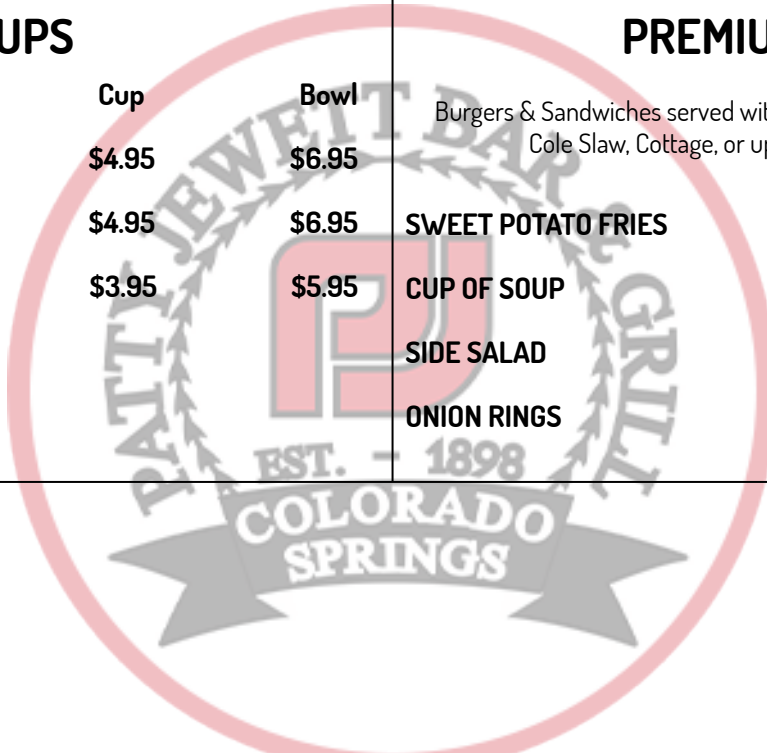 UPS
Cup Bowl
$4.95 $6.95
$4.95 $6.95
$3.95 $5.95
PREMIU
Burgers & Sandwiches served wit
Cole Slaw, Cottage, or up
SWEET POTATO FRIES
CUP OF SOUP
SIDE SALAD
ONION RINGS
PATTY JEWETT BAR & GRILL
EST. - 1898
COLORADO
SPRINGS